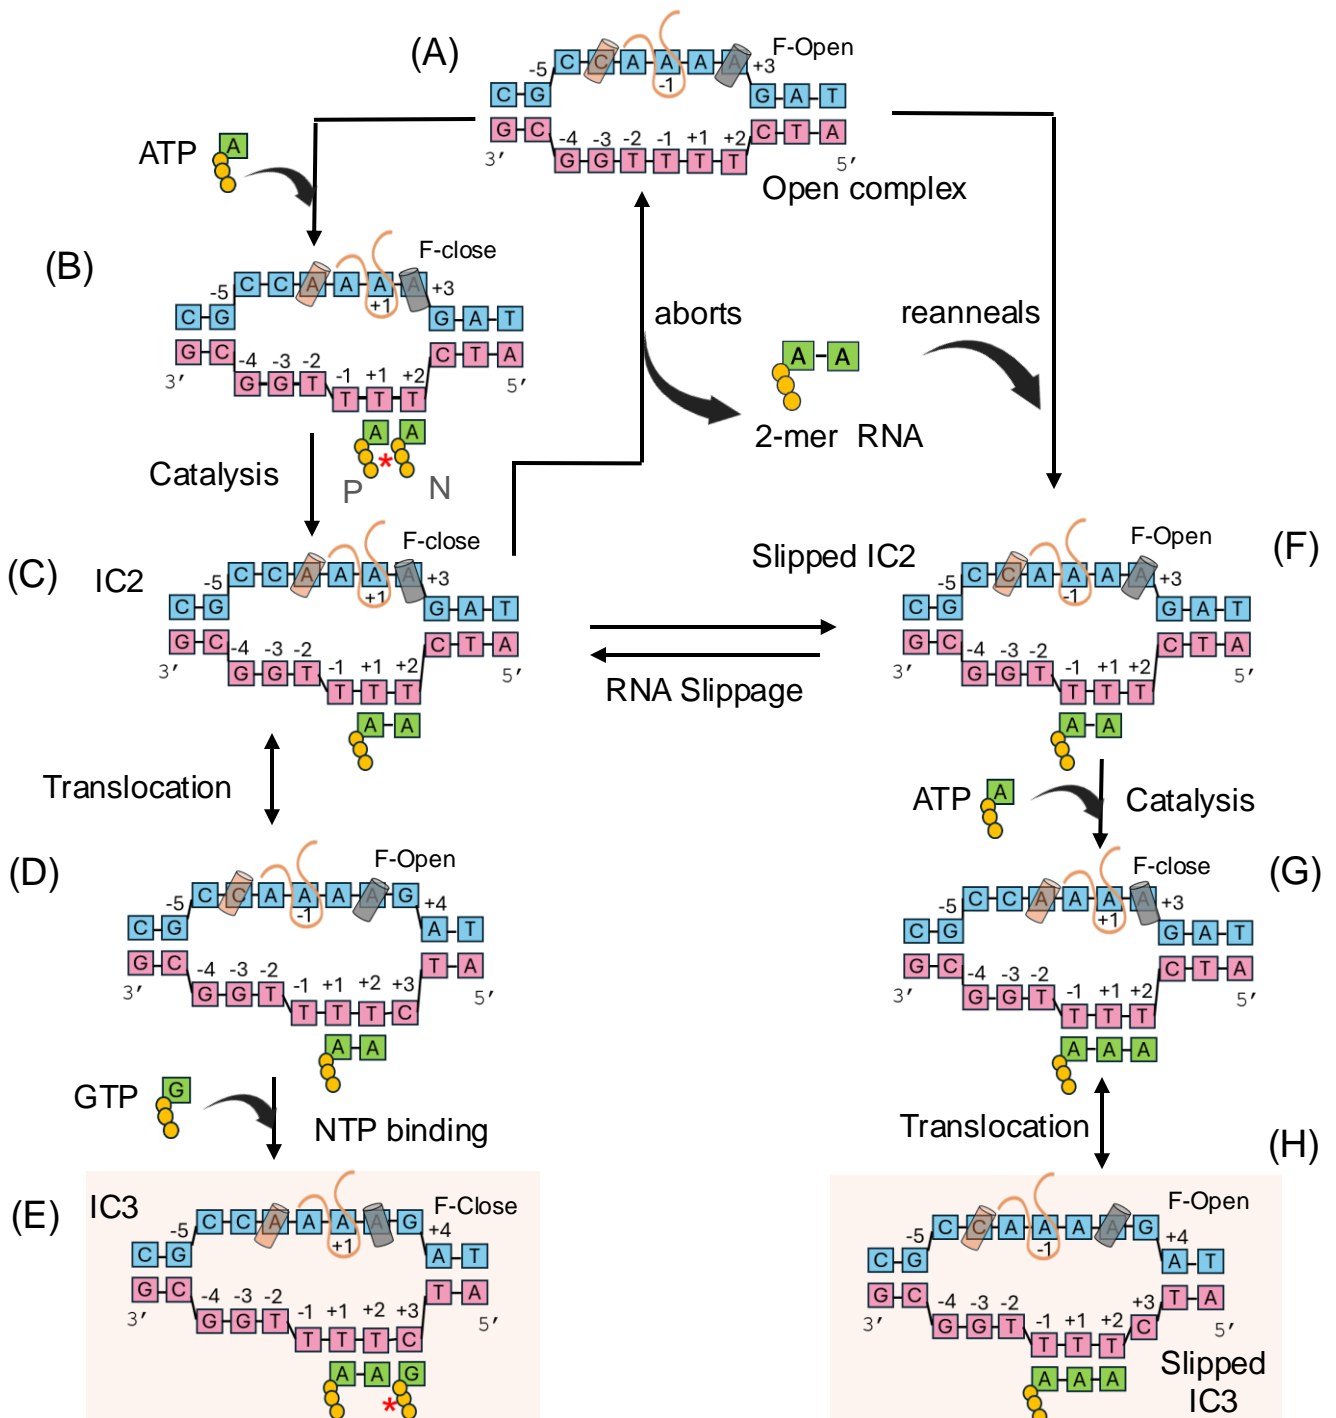 (A)
F-Open
-5 C C A A A A +3
-1
C G G A T
G C C T A
-4 -3 -2 -1 +1 +2
3′ G G T T T T 5′
Open complex
ATP A
(B)
F-close
-5 C C A A A A +3
+1
C G G A T
G C C T A
-4 -3 -2 -1 +1 +2
3′ G G T T T T 5′
A A
*
P N
aborts
reanneals
A A
2-mer RNA
Catalysis
(C)
IC2
F-close
-5 C C A A A A +3
+1
C G G A T
G C C T A
-4 -3 -2 -1 +1 +2
3′ G G T T T T 5′
A A
RNA Slippage
Slipped IC2
(F)
F-Open
-5 C C A A A A +3
-1
C G G A T
G C C T A
-4 -3 -2 -1 +1 +2
3′ G G T T T T 5′
A A
Translocation
ATP A
Catalysis
(D)
F-Open
-5 C C A A A A G +4
-1
C G A T
G C T A
-4 -3 -2 -1 +1 +2 +3
3′ G G T T T T C 5′
A A
(G)
F-close
-5 C C A A A A +3
+1
C G G A T
G C C T A
-4 -3 -2 -1 +1 +2
3′ G G T T T T 5′
A A A
GTP G
NTP binding
Translocation
(E)
IC3
F-Close
-5 C C A A A A G +4
+1
C G A T
G C T A
-4 -3 -2 -1 +1 +2 +3
3′ G G T T T T C 5′
A A G
*
(H)
F-Open
-5 C C A A A A G +4
-1
C G A T
G C T A
-4 -3 -2 -1 +1 +2 +3
3′ G G T T T T C 5′
A A A
Slipped
IC3